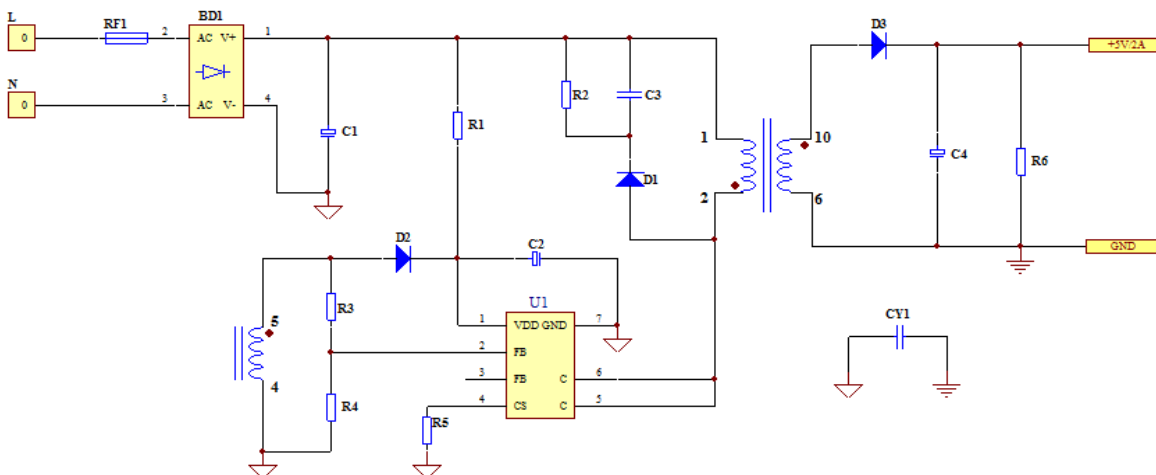 L
RF1
BD1
D3
0
2
AC V+
1
+5V/2A
N
0
3
AC V-
4
C1
R1
R2
C3
D1
1
2
10
6
C4
R6
GND
D2
C2
U1
R3
5
4
R4
1
VDD GND
7
2
FB
3
FB
C
6
4
CS
C
5
R5
CY1